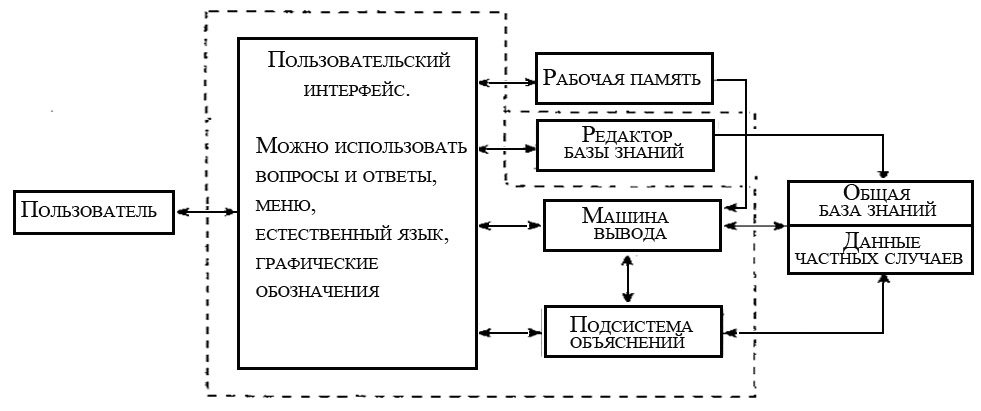 Пользовательский
интерфейс.
Можно использовать
вопросы и ответы,
меню,
естественный язык,
графические
обозначения
Рабочая память
Редактор
базы знаний
Пользователь
Машина
вывода
Общая
база знаний
Данные
частных случаев
Подсистема
объяснений